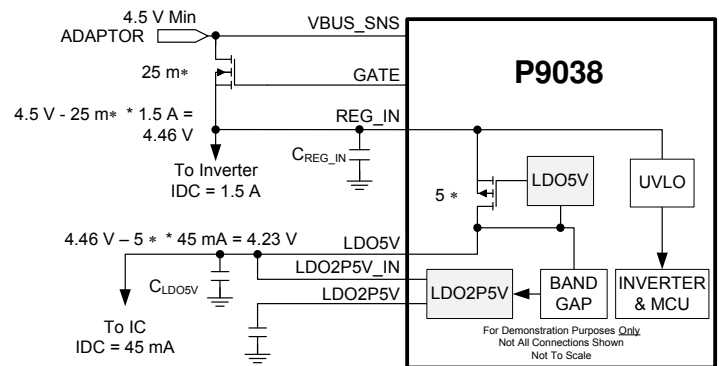 4.5 V Min
ADAPTOR
VBUS_SNS
P9038
25 m*
GATE
4.5 V - 25 m* * 1.5 A =
4.46 V
REG_IN
To Inverter
IDC = 1.5 A
CREG_IN
5 *
LDO5V
UVLO
4.46 V – 5 * * 45 mA = 4.23 V
LDO5V
LDO2P5V_IN
LDO2P5V
CLDO5V
LDO2P5V
BAND
GAP
INVERTER
& MCU
To IC
IDC = 45 mA
For Demonstration Purposes Only
Not All Connections Shown
Not To Scale